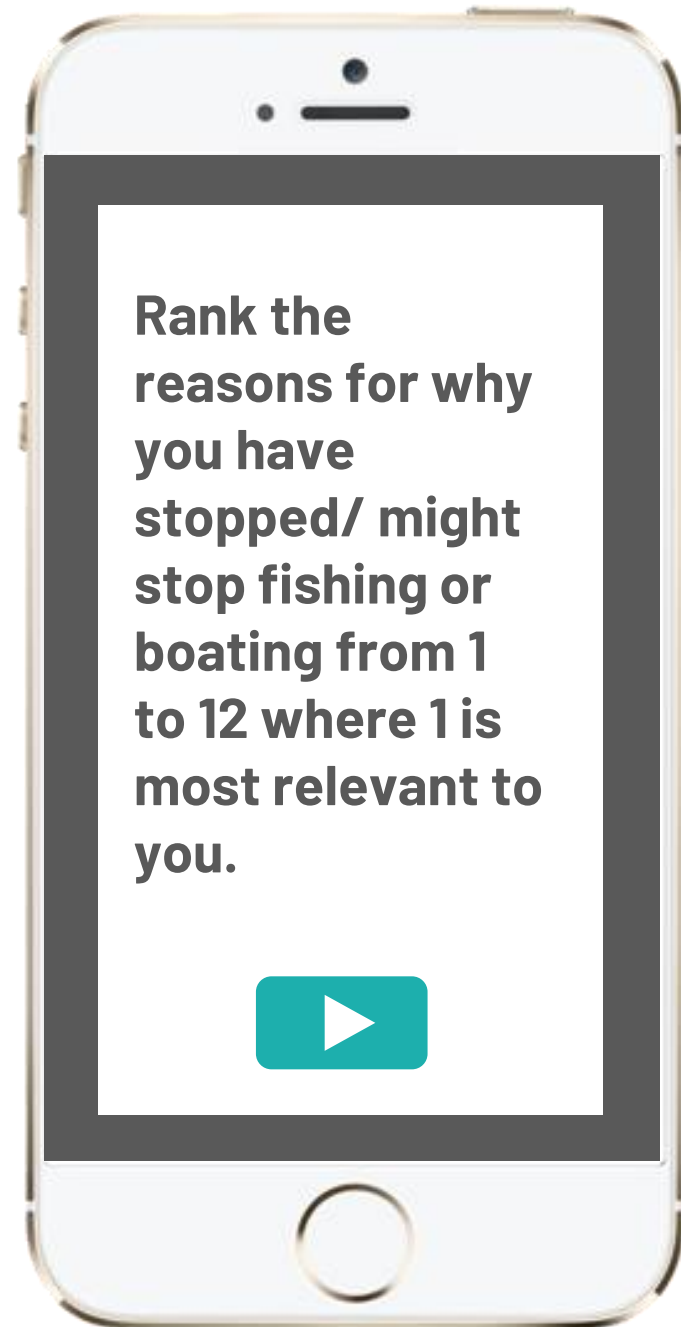 Rank the
reasons for why
you have
stopped/ might
stop fishing or
boating from 1
to 12 where 1 is
most relevant to
you.